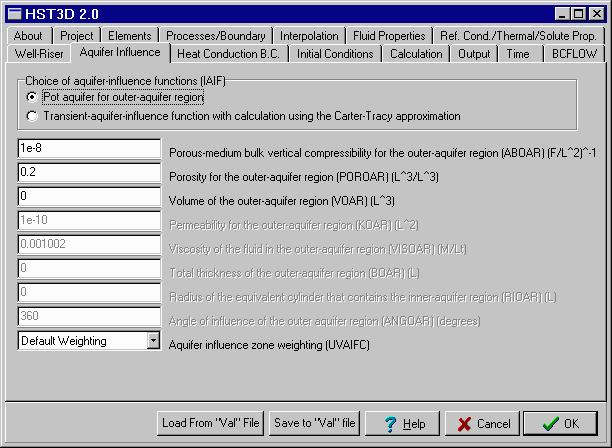 HST3D 2.0
About Project Elements Processes/Boundary Interpolation Fluid Properties Ref. Cond./Thermal/Solute Prop.
Well-Riser Aquifer Influence Heat Conduction B.C. Initial Conditions Calculation Output Time BCFLOW
Choice of aquifer-influence functions (IAIF)
Pot aquifer for outer-aquifer region
Transient-aquifer-influence function with calculation using the Carter-Tracy approximation
1e-8 Porous-medium bulk vertical compressibility for the outer-aquifer region (ABOAR) (F/L^2)^-1
0.2 Porosity for the outer-aquifer region (POROAR) (L^3/L^3)
0 Volume of the outer-aquifer region (VOAR) (L^3)
1e-10 Permeability for the outer-aquifer region (KOAR) (L^2)
0.001002 Viscosity of the fluid in the outer-aquifer region (VISOAR) (M/Lt)
0 Total thickness of the outer-aquifer region (BOAR) (L)
0 Radius of the equivalent cylinder that contains the inner-aquifer region (RIOAR) (L)
360 Angle of influence of the outer aquifer region (ANGOAR) (degrees)
Default Weighting Aquifer influence zone weighting (UVAIFC)
Load From "Val" File Save to "Val" file ? Help Cancel OK